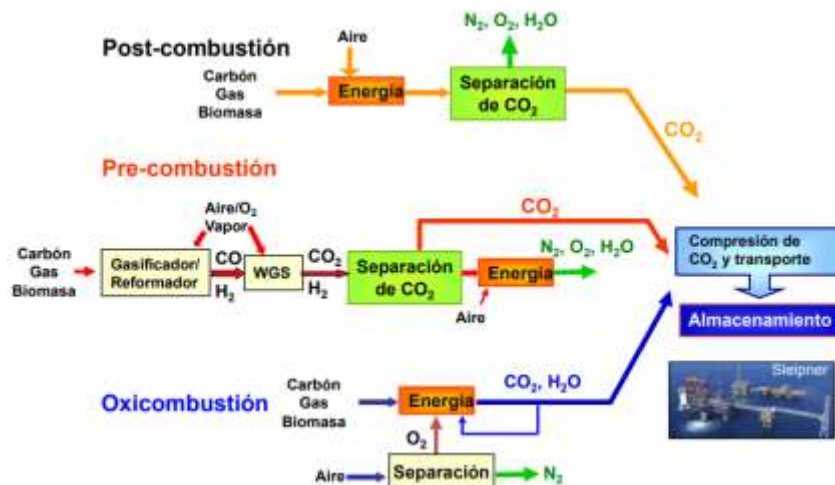 Post-combustión
Aire
Carbón
Gas
Biomasa
Energía
Separación
de CO₂
N₂, O₂, H₂O
CO₂
Pre-combustión
Aire/O₂
Vapor
Carbón
Gas
Biomasa
Gasificador/
Reformador
CO
H₂
WGS
CO₂
H₂
Separación
de CO₂
CO₂
Energía
Aire
N₂, O₂, H₂O
Compresión de
CO₂ y transporte
Almacenamiento
Sleipner
Oxicombustión
Carbón
Gas
Biomasa
Energía
CO₂, H₂O
O₂
Aire
Separación
N₂